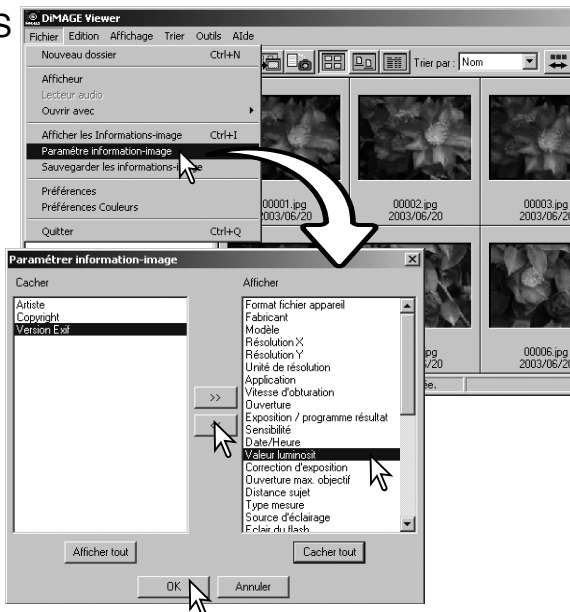 S
DiMAGE Viewer
Fichier Edition Affichage Trier Outils AIde
Nouveau dossier Ctrl+N
Afficheur
Lecteur audio
Ouvrir avec
Afficher les Informations-image Ctrl+I
Paramétre information-image
Sauvegarder les informations-i e
Préférences
Préférences Couleurs
Quitter Ctrl+Q
Trier par : Nom
00001.jpg 00002.jpg 00003.jpg
2003/06/20 2003/06/20 2003/06/20
pg 00006.jpg
/20 2003/06/20
ée.
Paramétrer information-image
Cacher
Artiste
Copyright
Version Exif
>>
<<
Afficher
Format fichier appareil
Fabricant
Modèle
Résolution X
Résolution Y
Unité de résolution
Application
Vitesse d'obturation
Ouverture
Exposition / programme résultat
Sensibilité
Date/Heure
Valeur luminosit
Correction d'exposition
Ouverture max. objectif
Distance sujet
Type mesure
Source d'éclairage
Eclair du flash
Afficher tout Cacher tout
OK Annuler